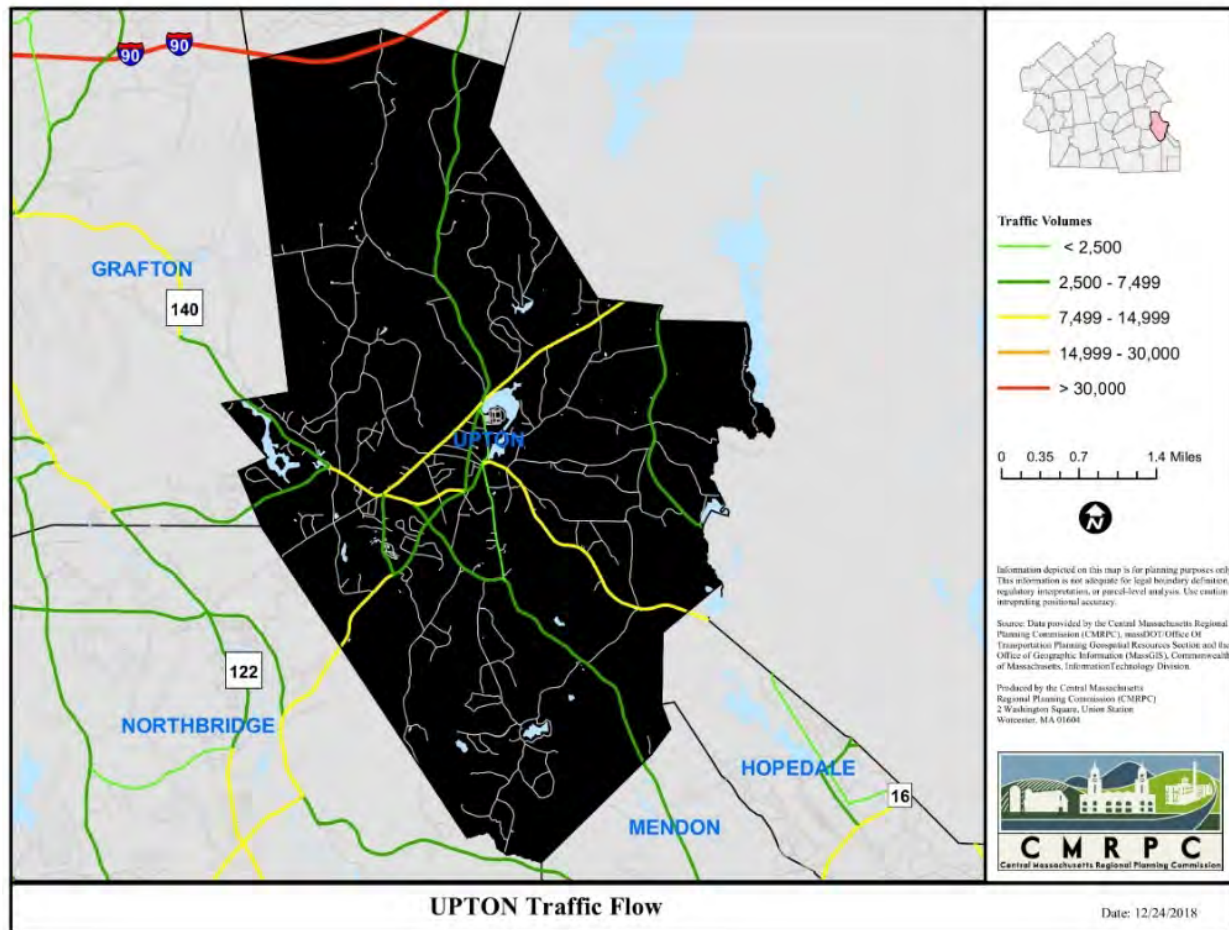 90
90
GRAFTON
140
UPTON
122
NORTHBRIDGE
HOPEDALE
16
MENDON
Traffic Volumes
< 2,500
2,500 - 7,499
7,499 - 14,999
14,999 - 30,000
> 30,000
0 0.35 0.7 1.4 Miles
N
Information depicted on this map is for planning purposes only.
This information is not adequate for legal boundary definition,
regulatory interpretation, or parcel-level analysis. Use caution
intrepreting positional accuracy.
Source: Data provided by the Central Massachusetts Regional
Planning Commission (CMRPC), massDOT/Office Of
Transportation Planning Geospatial Resources Section and the
Office of Geographic Information (MassGIS), Commonwealth
of Massachusetts, InformationTechnology Division.
Produced by the Central Massachusetts
Regional Planning Commission (CMRPC)
2 Washington Square, Union Station
Worcester, MA 01604
CMRPC
Central Massachusetts Regional Planning Commission
UPTON Traffic Flow
Date: 12/24/2018